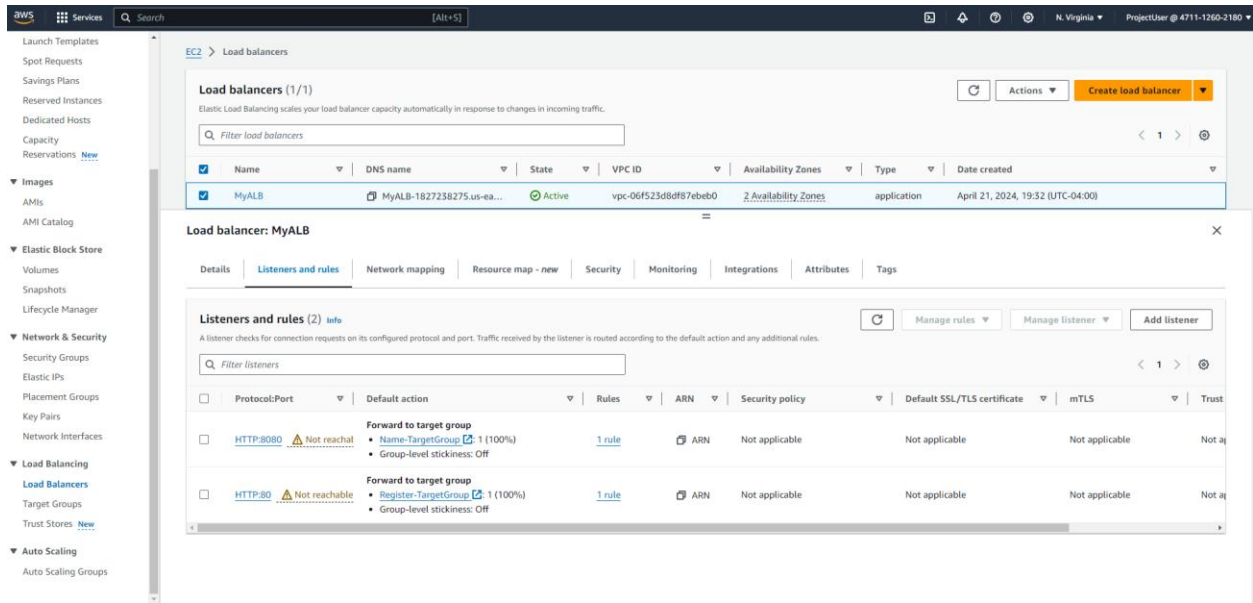 aws Services Search [Alt+S] N. Virginia ProjectUser @ 4711-1260-2180
Launch Templates
Spot Requests
Savings Plans
Reserved Instances
Dedicated Hosts
Capacity
Reservations New
Images
AMIs
AMI Catalog
Elastic Block Store
Volumes
Snapshots
Lifecycle Manager
Network & Security
Security Groups
Elastic IPs
Placement Groups
Key Pairs
Network Interfaces
Load Balancing
Load Balancers
Target Groups
Trust Stores New
Auto Scaling
Auto Scaling Groups
EC2 > Load balancers
Load balancers (1/1) Actions Create load balancer
Elastic Load Balancing scales your load balancer capacity automatically in response to changes in incoming traffic.
Filter load balancers 1
Name DNS name State VPC ID Availability Zones Type Date created
MyALB MyALB-1827238275.us-ea... Active vpc-06f523d8df87ebeb0 2 Availability Zones application April 21, 2024, 19:32 (UTC-04:00)
Load balancer: MyALB
Details Listeners and rules Network mapping Resource map - new Security Monitoring Integrations Attributes Tags
Listeners and rules (2) Info Manage rules Manage listener Add listener
A listener checks for connection requests on its configured protocol and port. Traffic received by the listener is routed according to the default action and any additional rules.
Filter listeners 1
Protocol:Port Default action Rules ARN Security policy Default SSL/TLS certificate mTLS Trust
Forward to target group
HTTP:8080 Not reachal • Name-TargetGroup : 1 (100%) 1 rule ARN Not applicable Not applicable Not applicable Not ap
• Group-level stickiness: Off
Forward to target group
HTTP:80 Not reachable • Register-TargetGroup : 1 (100%) 1 rule ARN Not applicable Not applicable Not applicable Not ap
• Group-level stickiness: Off